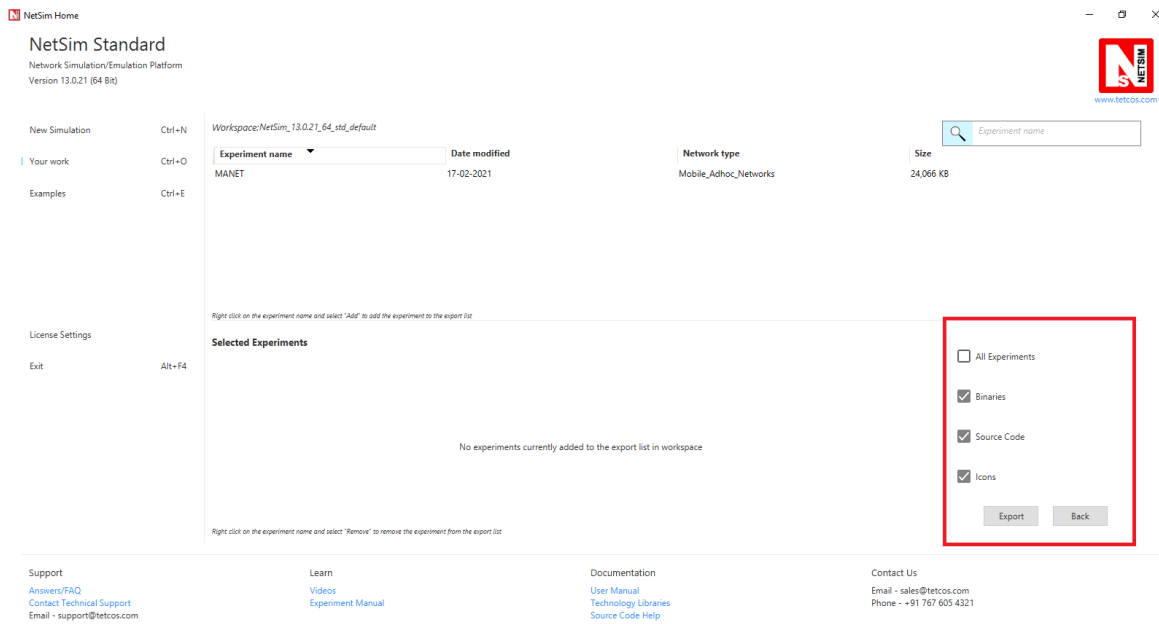 NetSim Home
NetSim Standard
Network Simulation/Emulation Platform
Version 13.0.21 (64 Bit)
NETSIM
www.tetcos.com
New Simulation Ctrl+N
Your work Ctrl+O
Examples Ctrl+E
License Settings
Exit Alt+F4
Workspace:NetSim_13.0.21_64_std_default
Experiment name
Experiment name Date modified Network type Size
MANET 17-02-2021 Mobile_Adhoc_Networks 24,066 KB
Right click on the experiment name and select "Add" to add the experiment to the export list
Selected Experiments
No experiments currently added to the export list in workspace
Right click on the experiment name and select "Remove" to remove the experiment from the export list
All Experiments
Binaries
Source Code
Icons
Export Back
Support
Answers/FAQ
Contact Technical Support
Email - support@tetcos.com
Learn
Videos
Experiment Manual
Documentation
User Manual
Technology Libraries
Source Code Help
Contact Us
Email - sales@tetcos.com
Phone - +91 767 605 4321